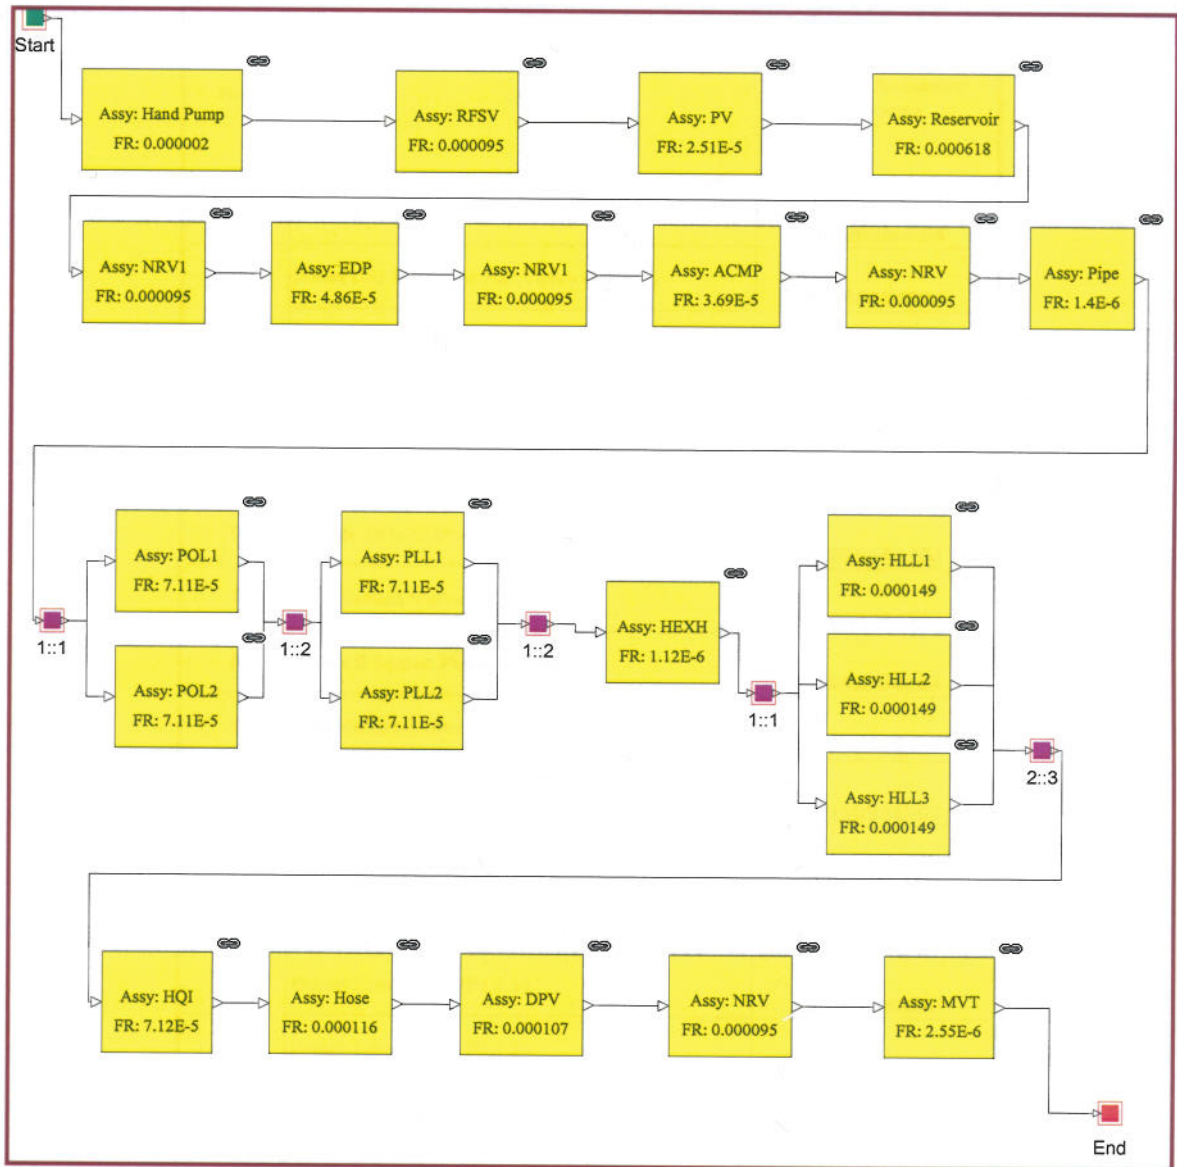 Start
Assy: Hand Pump
FR: 0.000002
Assy: RFSV
FR: 0.000095
Assy: PV
FR: 2.51E-5
Assy: Reservoir
FR: 0.000618
Assy: NRV1
FR: 0.000095
Assy: EDP
FR: 4.86E-5
Assy: NRV1
FR: 0.000095
Assy: ACMP
FR: 3.69E-5
Assy: NRV
FR: 0.000095
Assy: Pipe
FR: 1.4E-6
1::1
Assy: POL1
FR: 7.11E-5
Assy: POL2
FR: 7.11E-5
1::2
Assy: PLL1
FR: 7.11E-5
Assy: PLL2
FR: 7.11E-5
1::2
Assy: HEXH
FR: 1.12E-6
1::1
Assy: HLL1
FR: 0.000149
Assy: HLL2
FR: 0.000149
Assy: HLL3
FR: 0.000149
2::3
Assy: HQI
FR: 7.12E-5
Assy: Hose
FR: 0.000116
Assy: DPV
FR: 0.000107
Assy: NRV
FR: 0.000095
Assy: MVT
FR: 2.55E-6
End